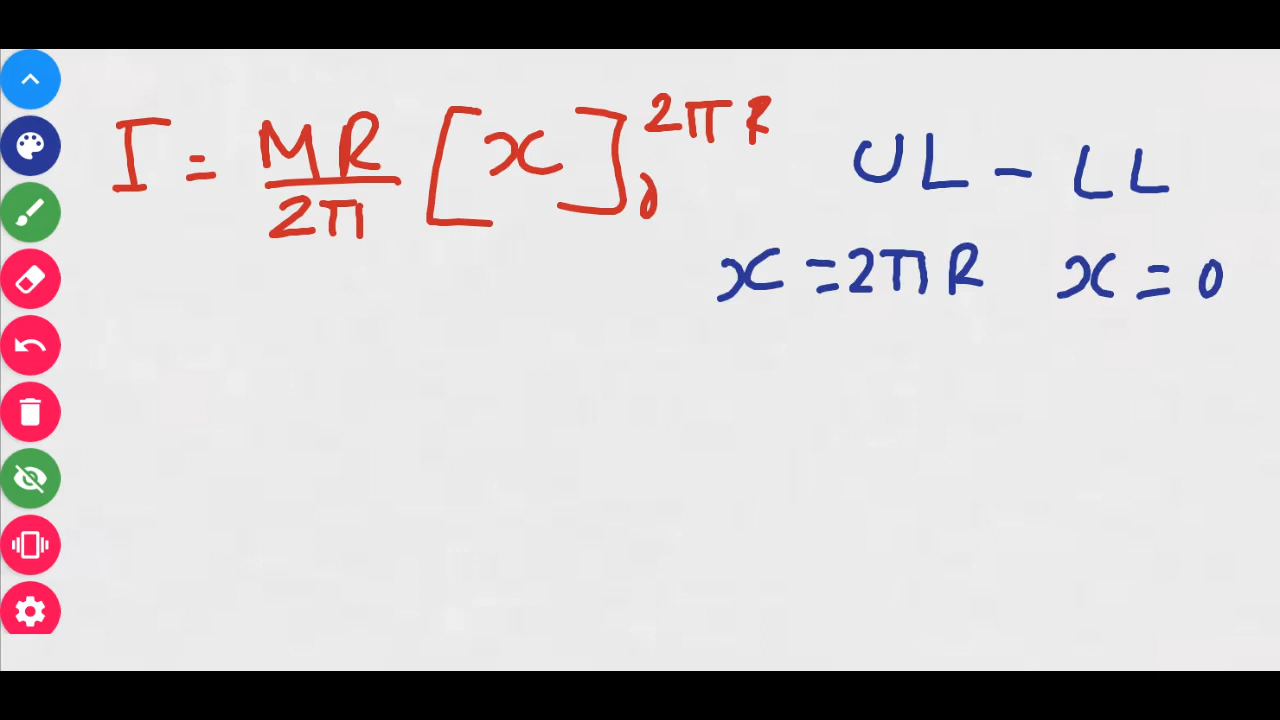 I = MR/2π [x]₀^2πR
UL - LL
x = 2πR x = 0